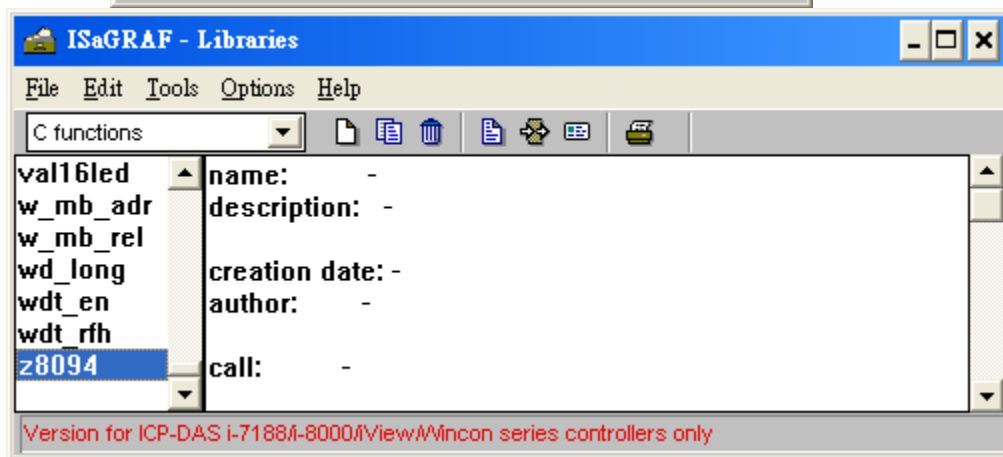 ISaGRAF - Libraries
File Edit Tools Options Help
C functions
val16led
w_mb_adr
w_mb_rel
wd_long
wdt_en
wdt_rfh
z8094
name: -
description: -
creation date: -
author: -
call: -
Version for ICP-DAS i-7188/i-8000/iView/Wincon series controllers only